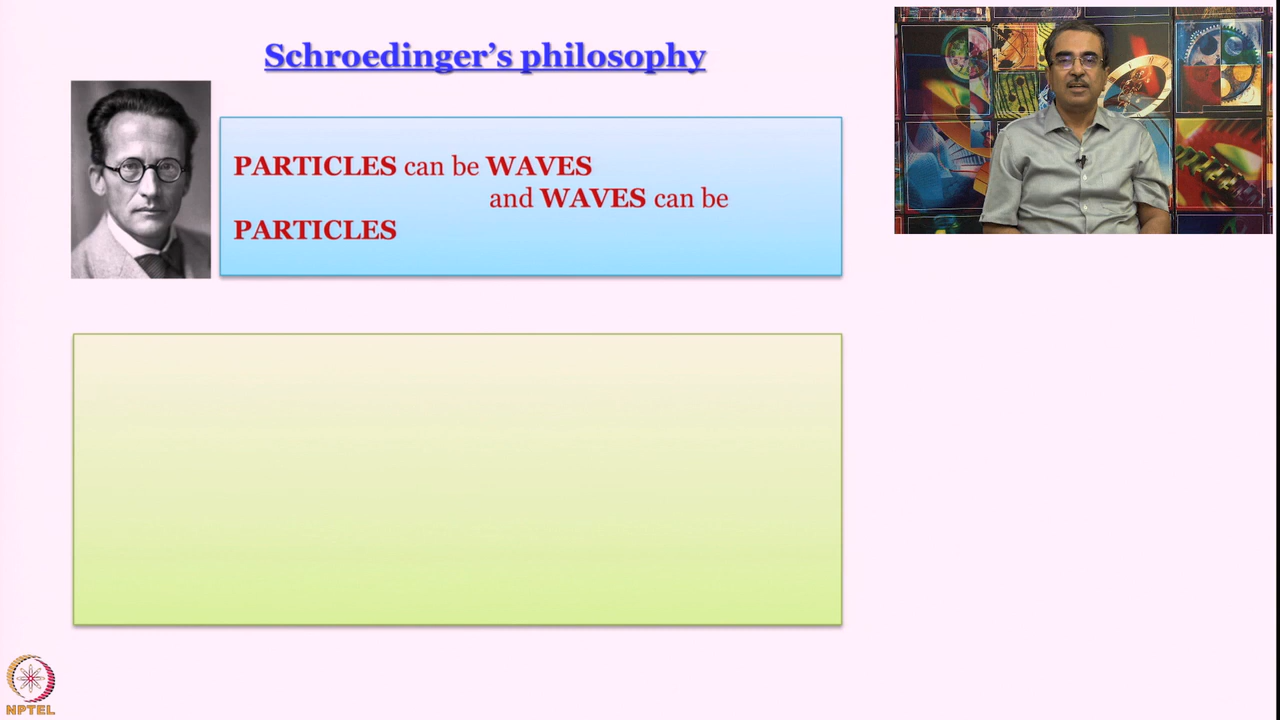 Schroedinger's philosophy
PARTICLES can be WAVES
and WAVES can be
PARTICLES
NPTEL